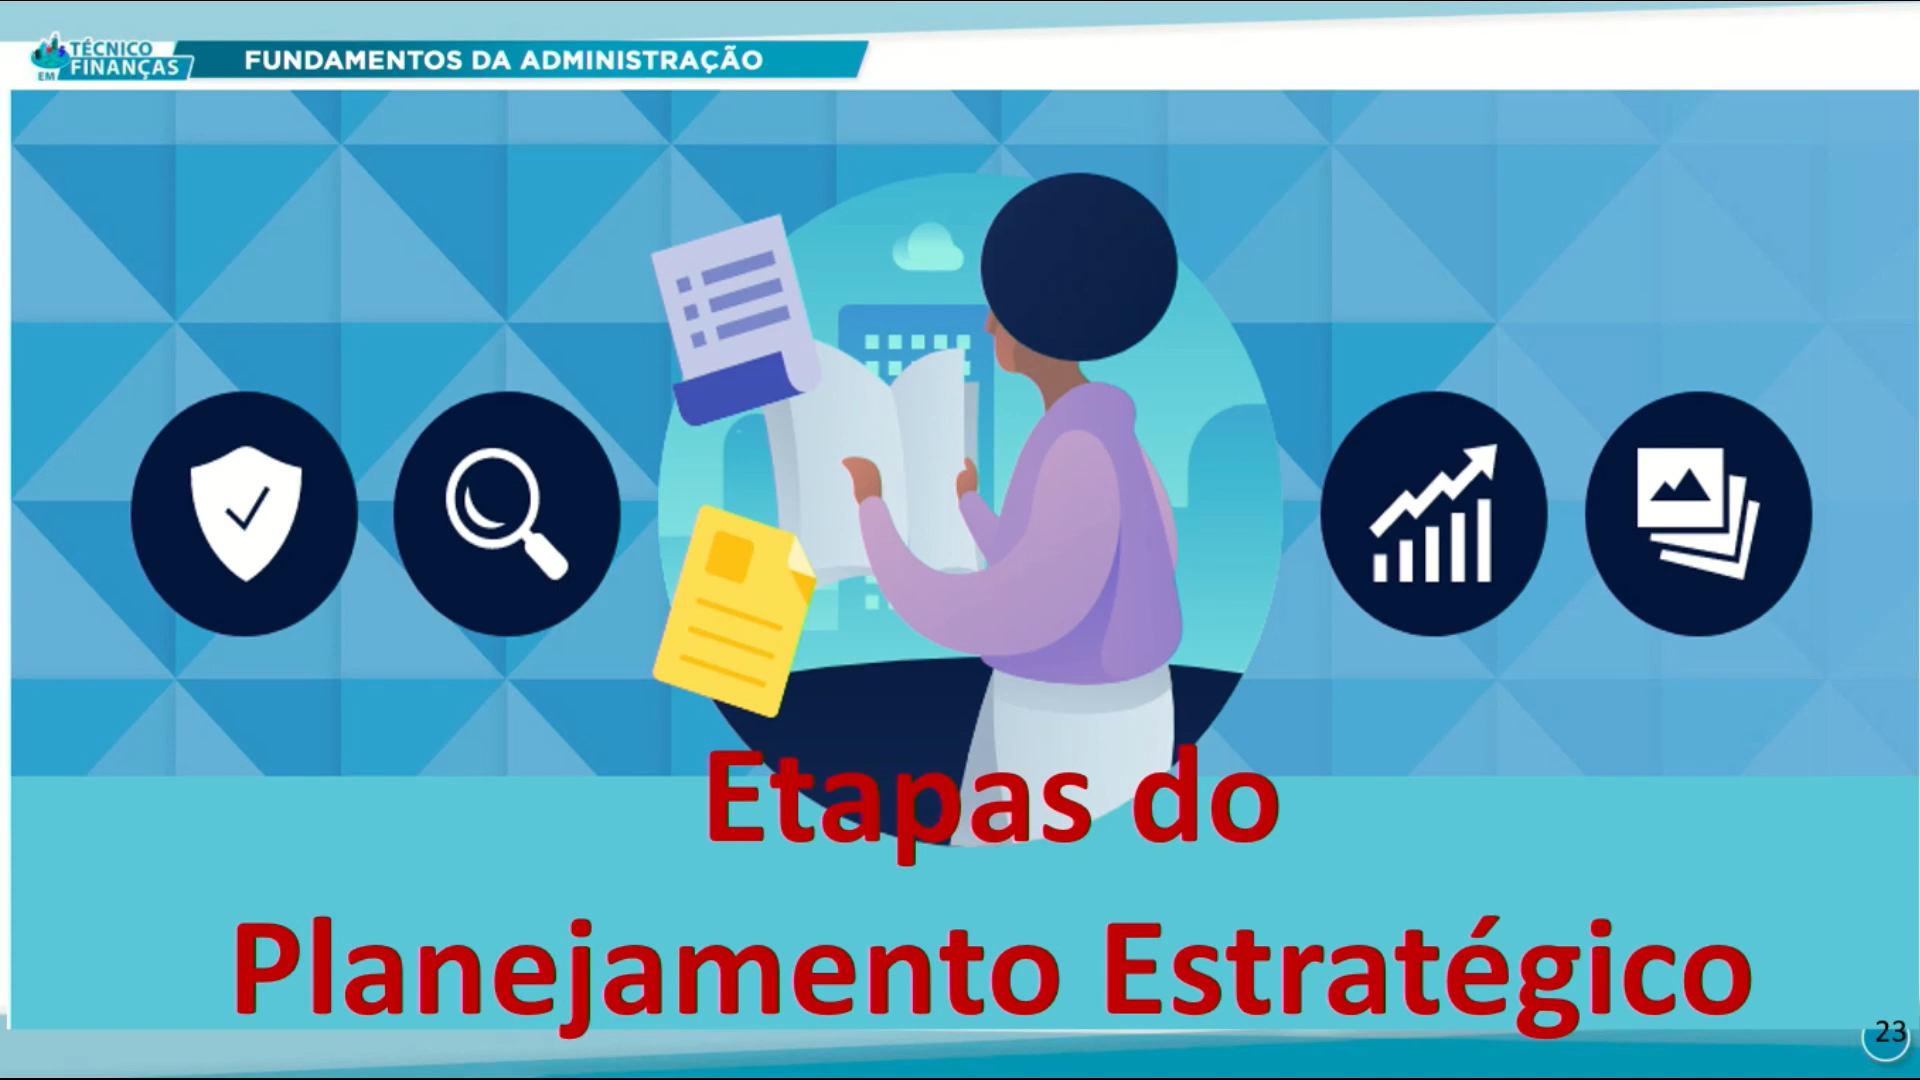 TÉCNICO
EM FINANÇAS
FUNDAMENTOS DA ADMINISTRAÇÃO
Etapas do
Planejamento Estratégico
23